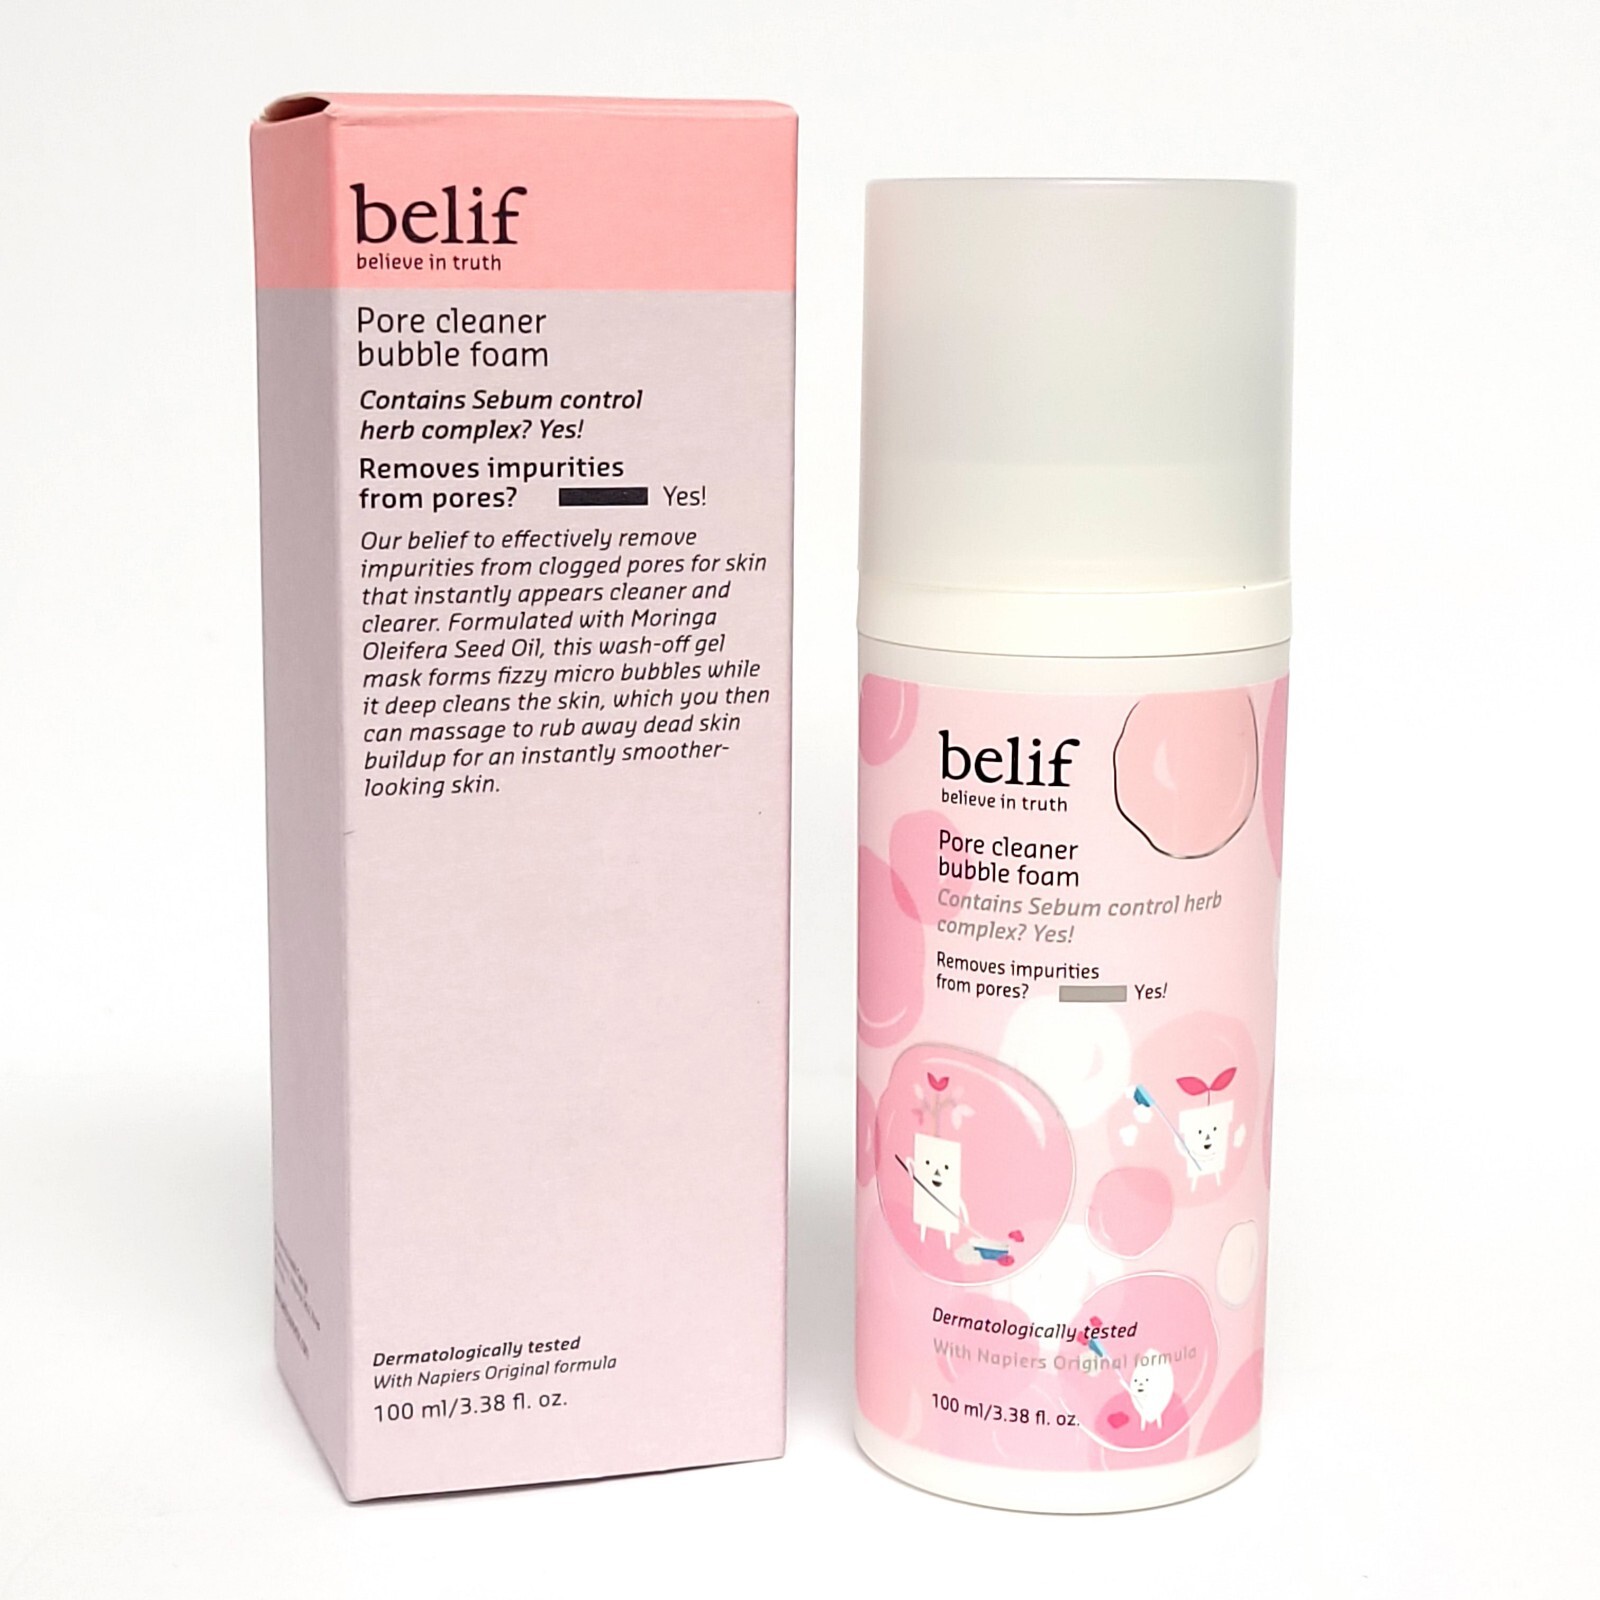 belif
believe in truth
Pore cleaner
bubble foam
Contains Sebum control
herb complex? Yes!
Removes impurities
from pores? Yes!
Our belief to effectively remove
impurities from clogged pores for skin
that instantly appears cleaner and
clearer. Formulated with Moringa
Oleifera Seed Oil, this wash-off gel
mask forms fizzy micro bubbles while
it deep cleans the skin, which you then
can massage to rub away dead skin
buildup for an instantly smoother-
looking skin.
Dermatologically tested
With Napiers Original formula
100 ml/3.38 fl. oz.
belif
believe in truth
Pore cleaner
bubble foam
Contains Sebum control herb
complex? Yes!
Removes impurities
from pores? Yes!
Dermatologically tested
With Napiers Original formula
100 ml/3.38 fl. oz.